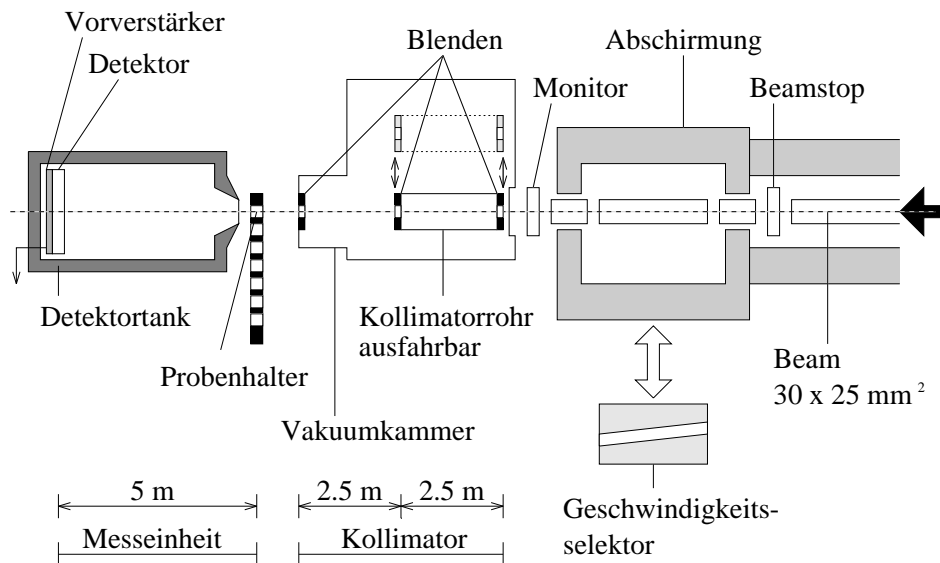 Vorverstärker
Detektor
Blenden
Abschirmung
Monitor
Beamstop
Detektortank
Kollimatorrohr
ausfahrbar
Probenhalter
Beam
30 x 25 mm²
Vakuumkammer
5 m
2.5 m
2.5 m
Geschwindigkeits-
selektor
Messeinheit
Kollimator